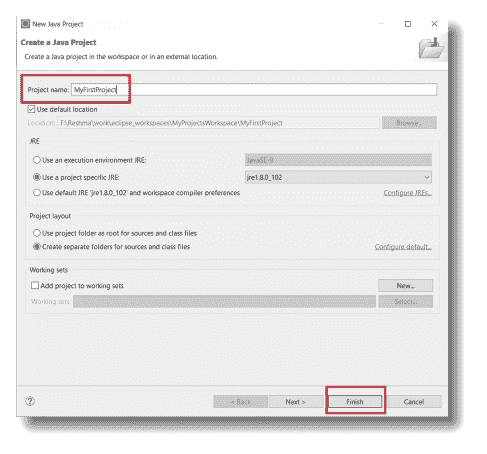 New Java Project
Create a Java Project
Create a Java project in the workspace or in an external location.
Project name: MyFirstProject
Use default location
Location: F:\Reshma\work\eclipse_workspaces\MyProjectsWorkspace\MyFirstProject Browse...
JRE
Use an execution environment JRE: JavaSE-9
Use a project specific JRE: jre1.8.0_102
Use default JRE 'jre1.8.0_102' and workspace compiler preferences Configure JREs...
Project layout
Use project folder as root for sources and class files
Create separate folders for sources and class files Configure default...
Working sets
Add project to working sets New...
Working sets: Select...
? < Back Next > Finish Cancel